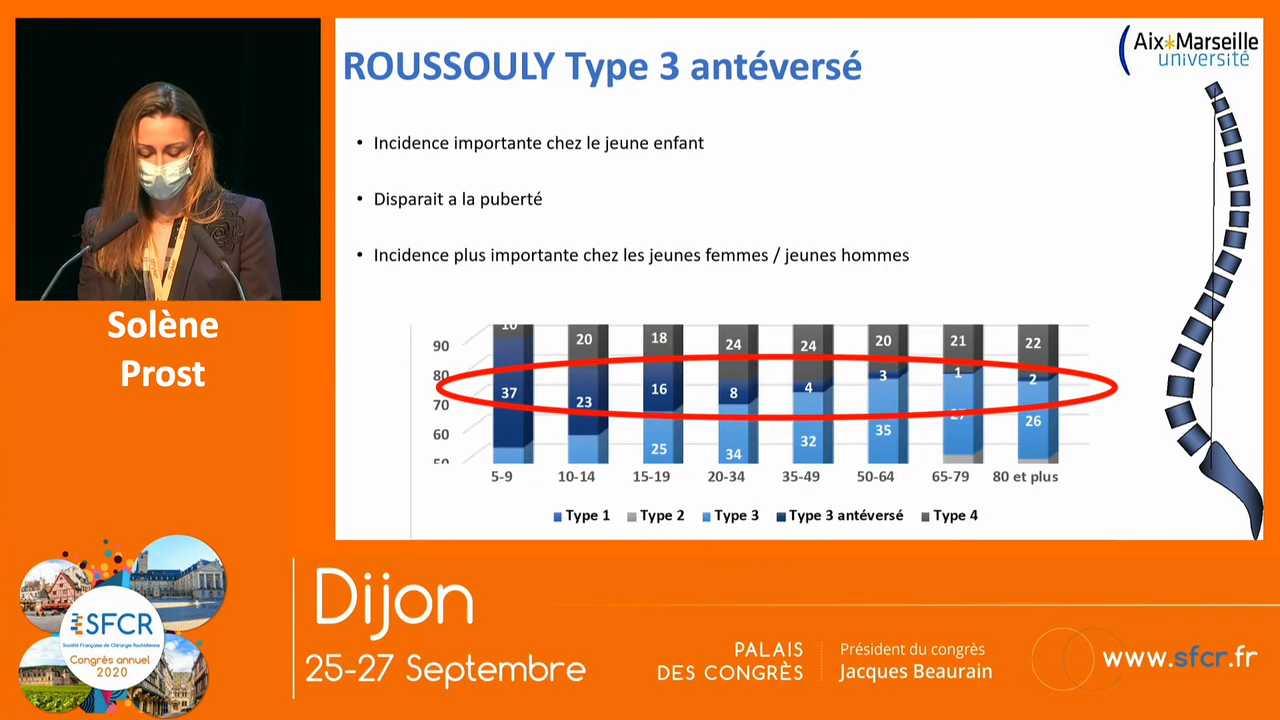 ROUSSOULY Type 3 antéversé
Aix*Marseille
université
• Incidence importante chez le jeune enfant
• Disparait a la puberté
• Incidence plus importante chez les jeunes femmes / jeunes hommes
Solène
Prost
90
80
70
60
50
10 20 18 24 24 20 21 22
37 23 16 8 4 3 1 2
25 34 32 35 27 26
5-9 10-14 15-19 20-34 35-49 50-64 65-79 80 et plus
Type 1 Type 2 Type 3 Type 3 antéversé Type 4
SFCR
Société Française de Chirurgie Rachidienne
Congrès annuel
2020
Dijon
25-27 Septembre
PALAIS
DES CONGRÈS
Président du congrès
Jacques Beaurain
www.sfcr.fr